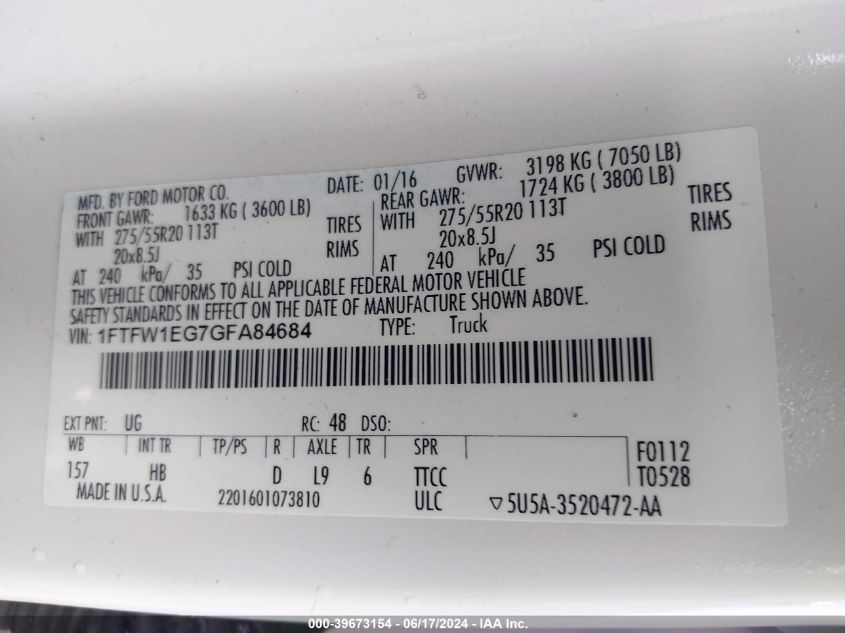 MFD. BY FORD MOTOR CO. DATE: 01/16 GVWR: 3198 KG ( 7050 LB)
FRONT GAWR: 1633 KG ( 3600 LB) REAR GAWR: 1724 KG ( 3800 LB)
WITH 275/55R20 113T TIRES WITH 275/55R20 113T TIRES
20x8.5J RIMS 20x8.5J RIMS
AT 240 kPa/ 35 PSI COLD AT 240 kPa/ 35 PSI COLD
THIS VEHICLE CONFORMS TO ALL APPLICABLE FEDERAL MOTOR VEHICLE
SAFETY STANDARDS IN EFFECT ON THE DATE OF MANUFACTURE SHOWN ABOVE.
VIN: 1FTFW1EG7GFA84684 TYPE: Truck
EXT PNT: UG RC: 48 DSO:
WB INT TR TP/PS R AXLE TR SPR F0112
157 HB D L9 6 TTCC T0528
MADE IN U.S.A. 2201601073810 ULC ▽5U5A-3520472-AA
000-39673154 - 06/17/2024 - IAA Inc.